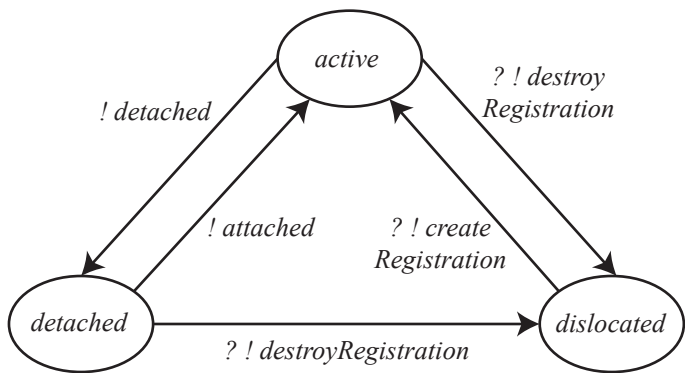 active
? ! destroy
Registration
! detached
! attached
? ! create
Registration
detached
dislocated
? ! destroyRegistration